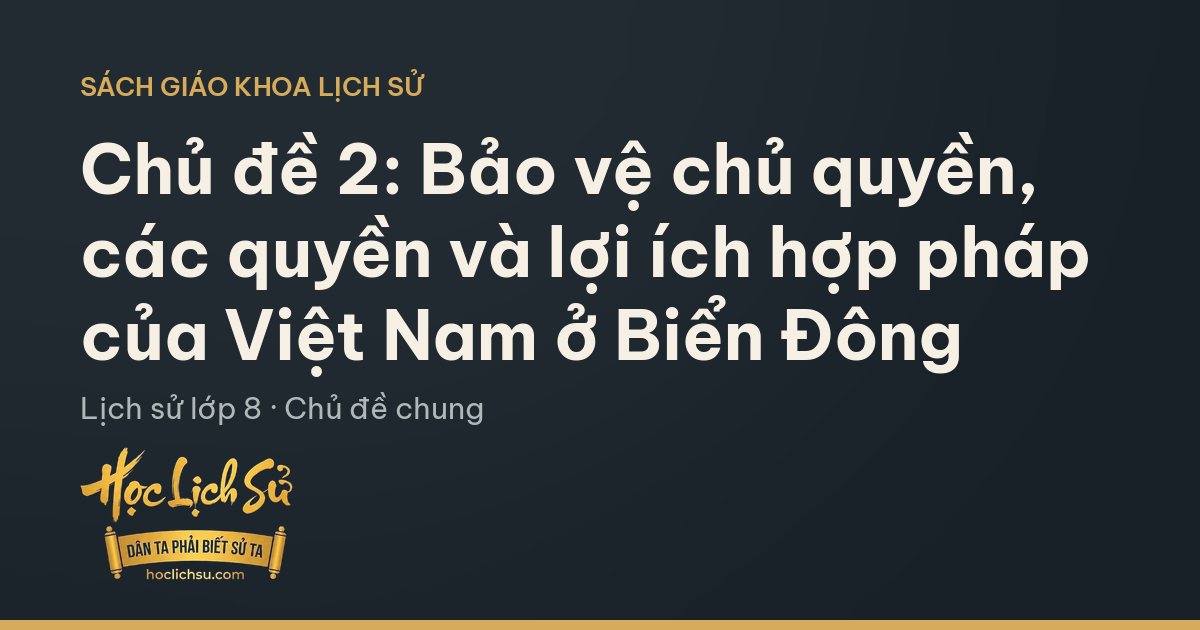 SÁCH GIÁO KHOA LỊCH SỬ
Chủ đề 2: Bảo vệ chủ quyền,
các quyền và lợi ích hợp pháp
của Việt Nam ở Biển Đông
Lịch sử lớp 8 · Chủ đề chung
Học Lịch Sử
DÂN TA PHẢI BIẾT SỬ TA
hoclichsu.com